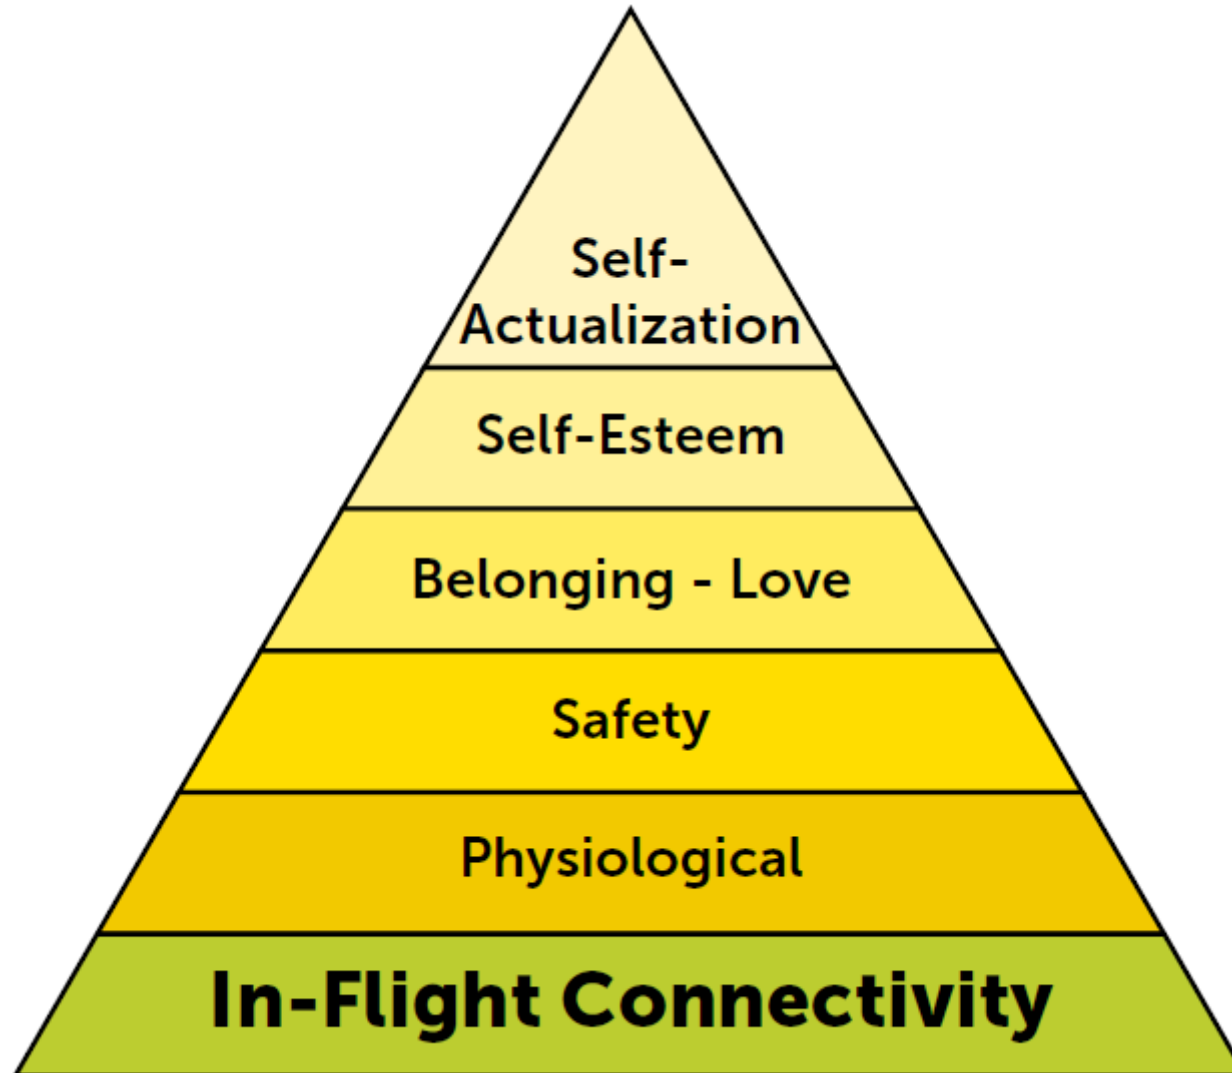 Self-
Actualization
Self-Esteem
Belonging - Love
Safety
Physiological
In-Flight Connectivity